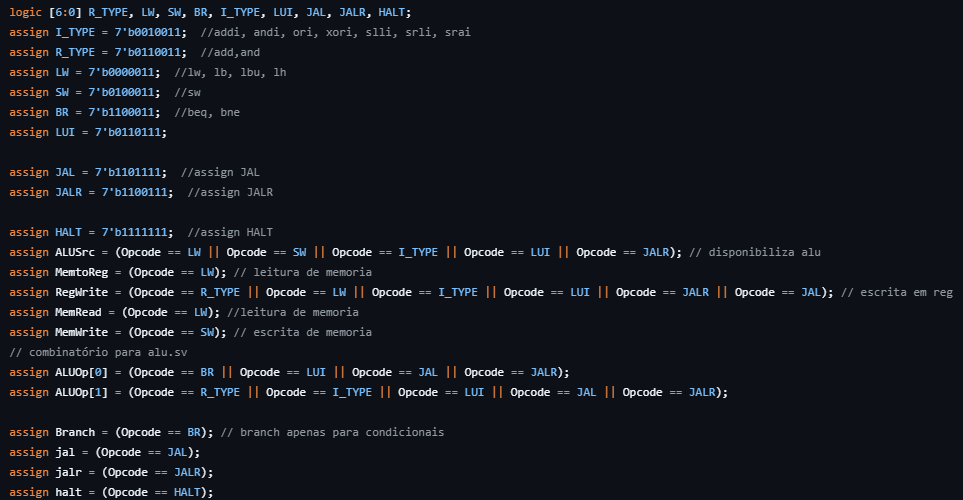 logic [6:0] R_TYPE, LW, SW, BR, I_TYPE, LUI, JAL, JALR, HALT;
assign I_TYPE = 7'b0010011;  //addi, andi, ori, xori, slli, srli, srai
assign R_TYPE = 7'b0110011;  //add,and
assign LW = 7'b0000011;  //lw, lb, lbu, lh
assign SW = 7'b0100011;  //sw
assign BR = 7'b1100011;  //beq, bne
assign LUI = 7'b0110111;
assign JAL = 7'b1101111;  //assign JAL
assign JALR = 7'b1100111;  //assign JALR
assign HALT = 7'b1111111;  //assign HALT
assign ALUSrc = (Opcode == LW || Opcode == SW || Opcode == I_TYPE || Opcode == LUI || Opcode == JALR); // disponibiliza alu
assign MemtoReg = (Opcode == LW); // leitura de memoria
assign RegWrite = (Opcode == R_TYPE || Opcode == LW || Opcode == I_TYPE || Opcode == LUI || Opcode == JALR || Opcode == JAL); // escrita em reg
assign MemRead = (Opcode == LW); //leitura de memoria
assign MemWrite = (Opcode == SW); // escrita de memoria
// combinatório para alu.sv
assign ALUOp[0] = (Opcode == BR || Opcode == LUI || Opcode == JAL || Opcode == JALR);
assign ALUOp[1] = (Opcode == R_TYPE || Opcode == I_TYPE || Opcode == LUI || Opcode == JAL || Opcode == JALR);
assign Branch = (Opcode == BR); // branch apenas para condicionais
assign jal = (Opcode == JAL);
assign jalr = (Opcode == JALR);
assign halt = (Opcode == HALT);